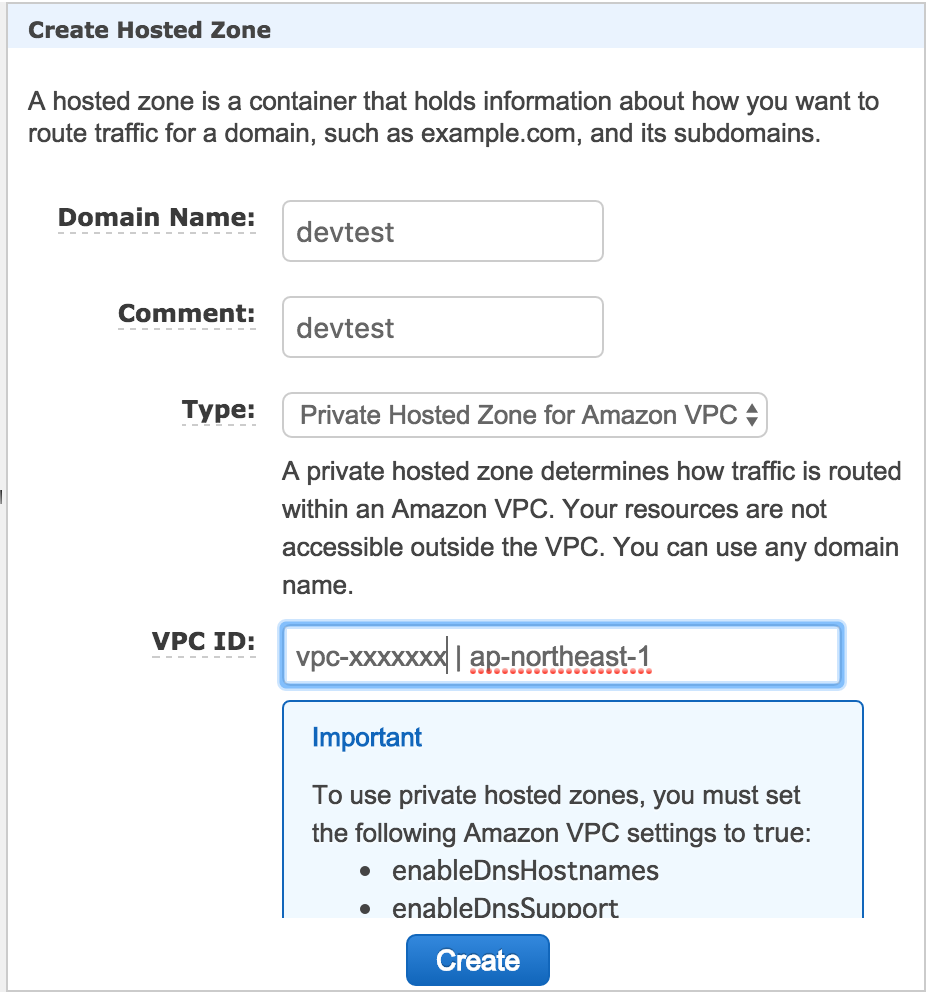 Create Hosted Zone
A hosted zone is a container that holds information about how you want to
route traffic for a domain, such as example.com, and its subdomains.
Domain Name: devtest
Comment: devtest
Type: Private Hosted Zone for Amazon VPC
A private hosted zone determines how traffic is routed
within an Amazon VPC. Your resources are not
accessible outside the VPC. You can use any domain
name.
VPC ID: vpc-xxxxxxx | ap-northeast-1
Important
To use private hosted zones, you must set
the following Amazon VPC settings to true:
• enableDnsHostnames
• enableDnsSupport
Create